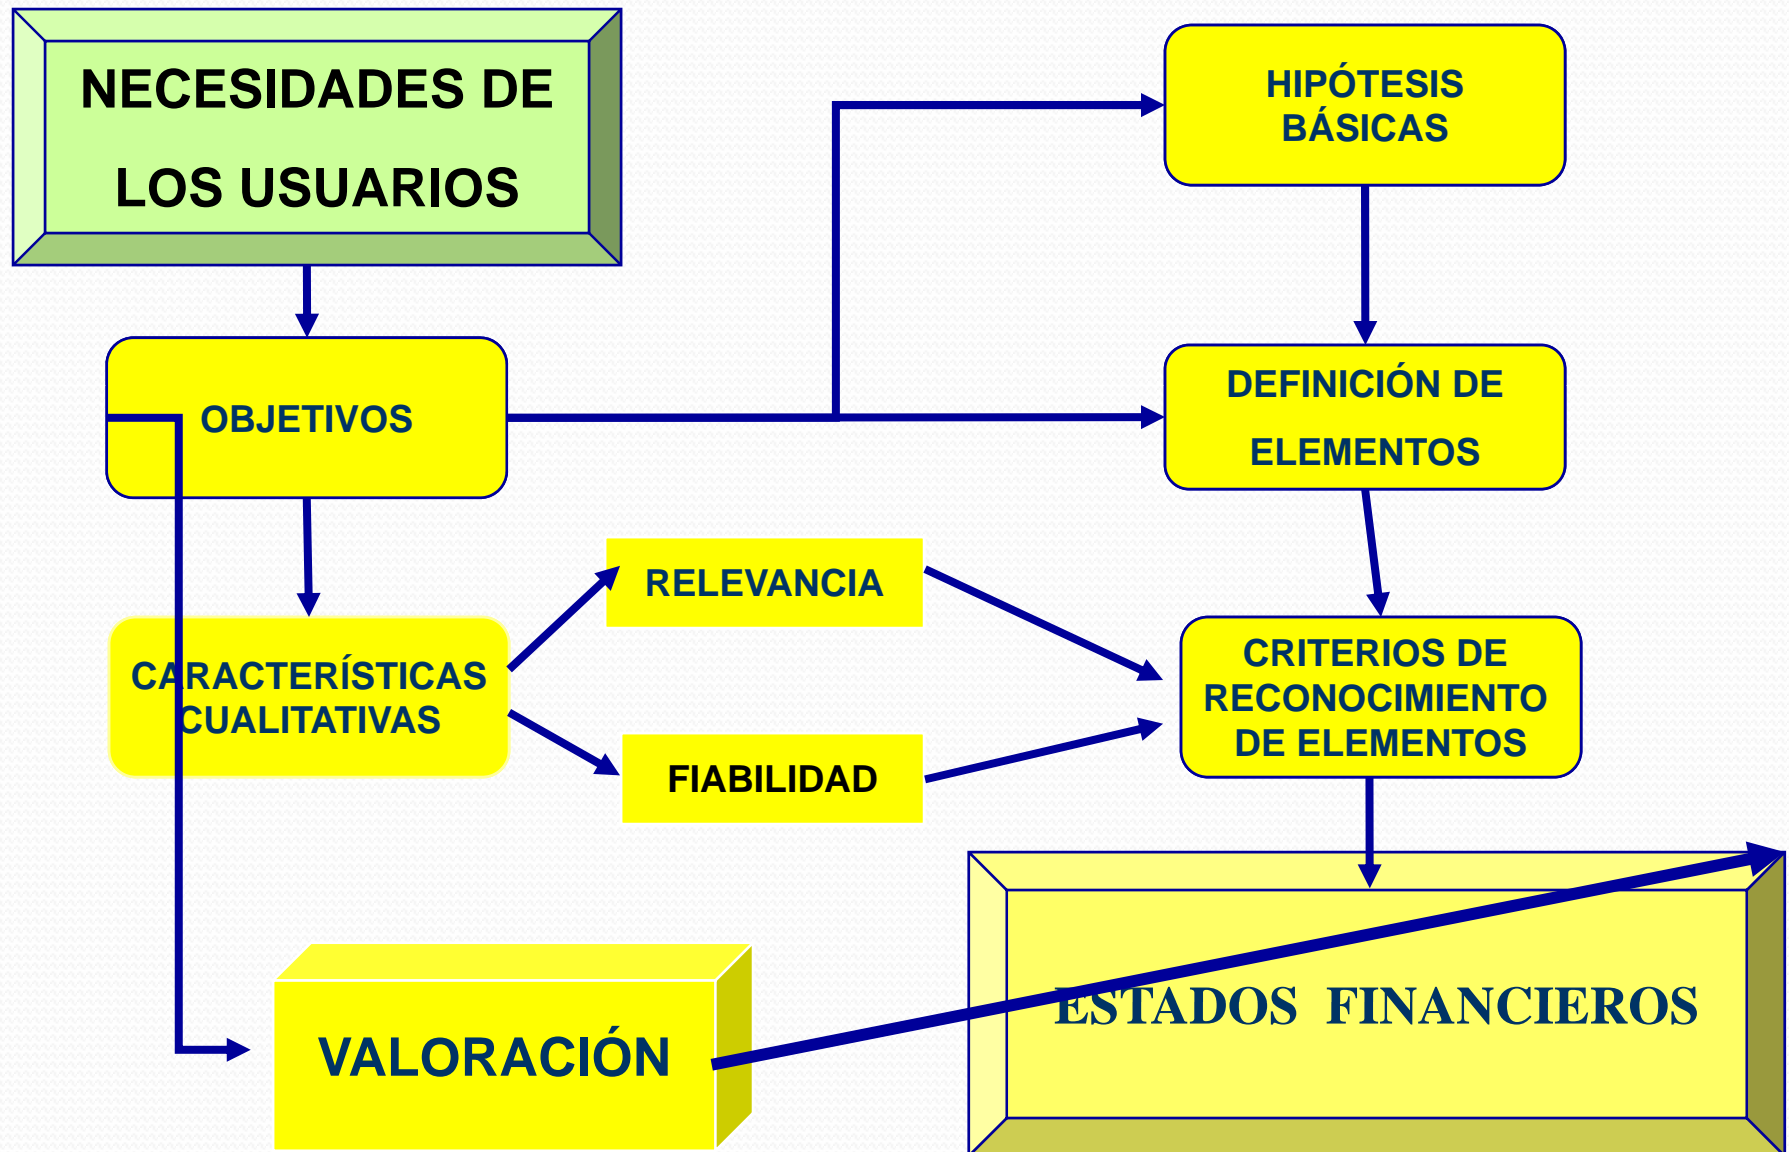 NECESIDADES DE
LOS USUARIOS
HIPÓTESIS
BÁSICAS
OBJETIVOS
DEFINICIÓN DE
ELEMENTOS
RELEVANCIA
CARACTERÍSTICAS
CUALITATIVAS
FIABILIDAD
CRITERIOS DE
RECONOCIMIENTO
DE ELEMENTOS
VALORACIÓN
ESTADOS FINANCIEROS